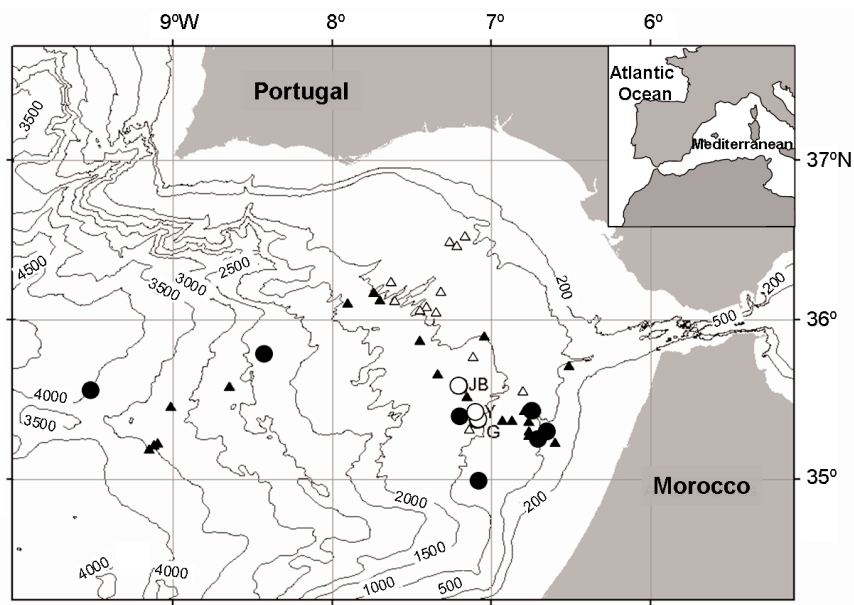 9ºW
8º
7º
6º
3500
Portugal
Atlantic
Ocean
Mediterranean
37ºN
4500
3500
3000
2500
200
200
500
36º
4000
3500
JB
Y
G
35º
2000
200
Morocco
4000
4000
1500
1000
500